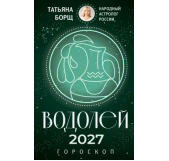 ТАТЬЯНА
БОРЩ
НАРОДНЫЙ
АСТРОЛОГ
РОССИИ
ВОДОЛЕЙ
2027
ГОРОСКОП